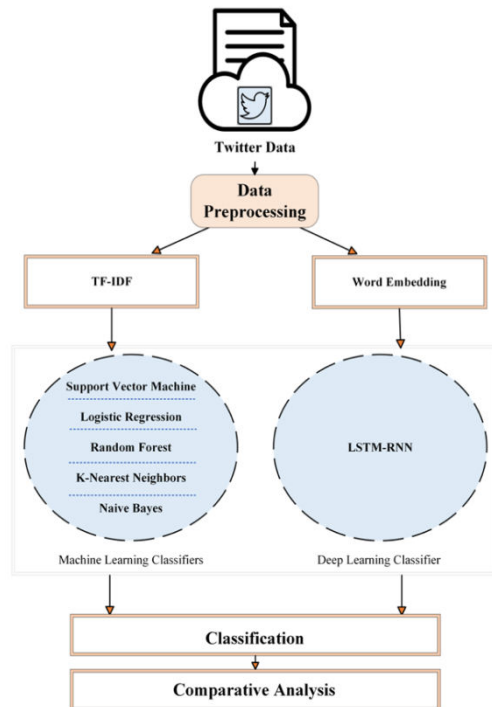 Twitter Data
Data
Preprocessing
TF-IDF
Word Embedding
Support Vector Machine
Logistic Regression
Random Forest
K-Nearest Neighbors
Naive Bayes
LSTM-RNN
Machine Learning Classifiers
Deep Learning Classifier
Classification
Comparative Analysis